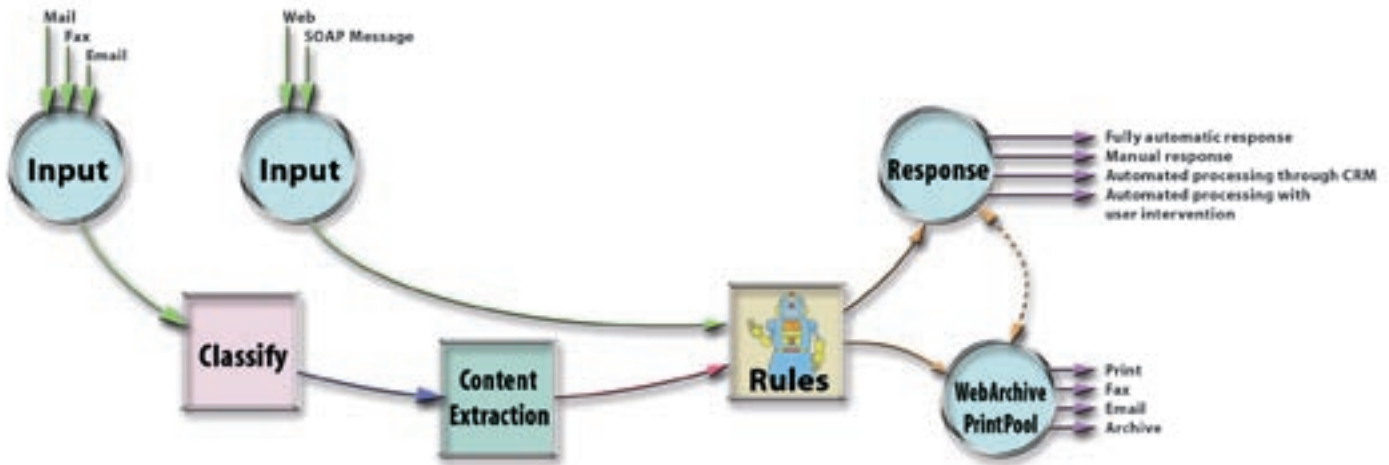 Mail
Fax
Email
Web
SOAP Message
Input
Input
Response
Fully automatic response
Manual response
Automated processing through CRM
Automated processing with
user intervention
Classify
Content
Extraction
Rules
WebArchive
PrintPool
Print
Fax
Email
Archive